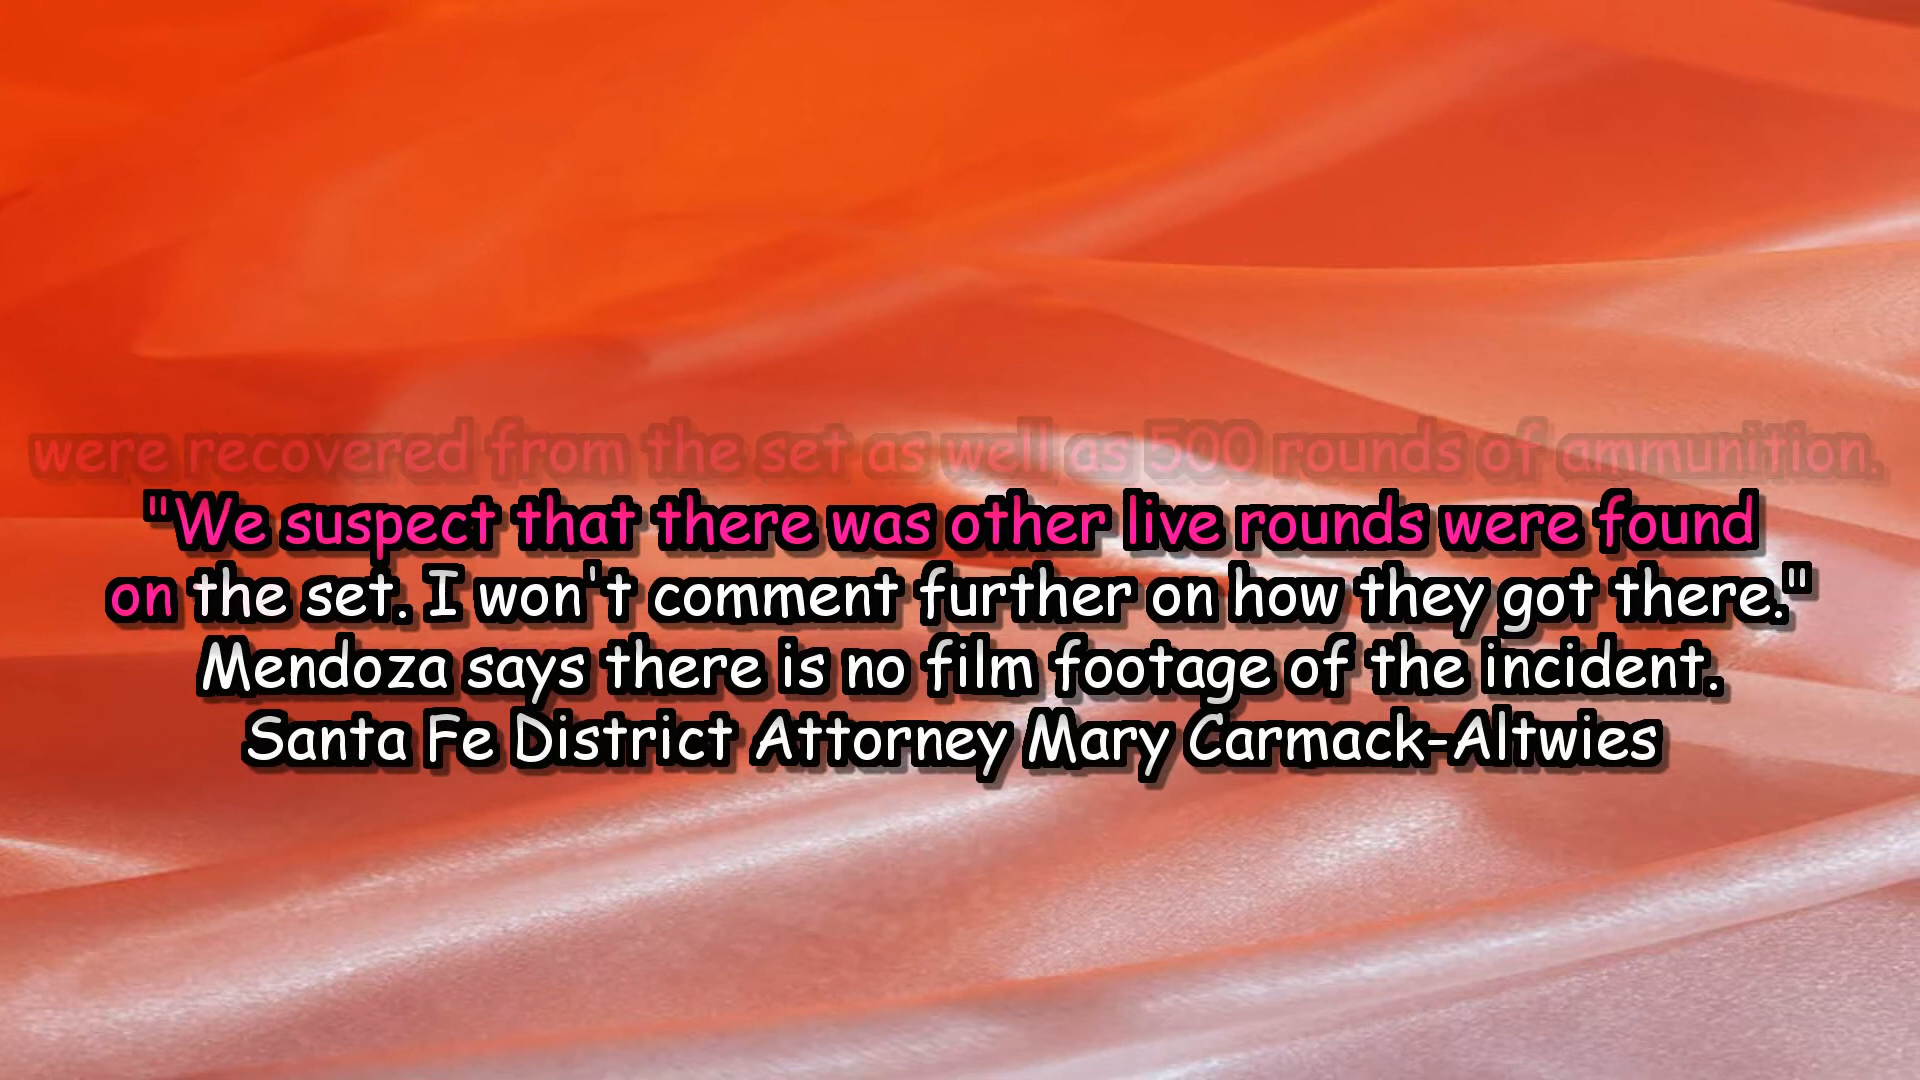 were recovered from the set as well as 500 rounds of ammunition.
"We suspect that there was other live rounds were found
on the set. I won't comment further on how they got there."
Mendoza says there is no film footage of the incident.
Santa Fe District Attorney Mary Carmack-Altwies